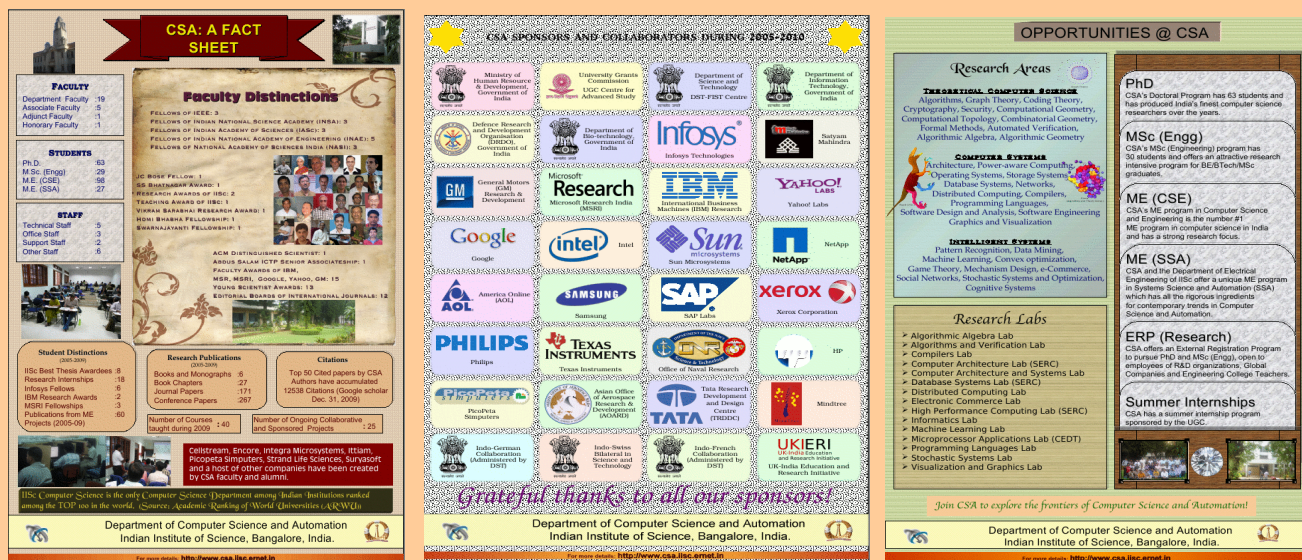 CSA: A FACT
SHEET
FACULTY
Department Faculty :19
Associate Faculty :5
Adjunct Faculty :1
Honorary Faculty :1
STUDENTS
Ph.D. :63
M.Sc. (Engg) :29
M.E. (CSE) :98
M.E. (SSA) :27
STAFF
Technical Staff :5
Office Staff :3
Support Staff :2
Other Staff :6
Faculty Distinctions
FELLOWS OF IEEE: 3
FELLOWS OF INDIAN NATIONAL SCIENCE ACADEMY (INSA): 3
FELLOWS OF INDIAN ACADEMY OF SCIENCES (IASC): 3
FELLOWS OF INDIAN NATIONAL ACADEMY OF ENGINEERING (INAE): 5
FELLOWS OF NATIONAL ACADEMY OF SCIENCES INDIA (NASI): 3
JC BOSE FELLOW: 1
SS BHATNAGAR AWARD: 1
RESEARCH AWARDS OF IISC: 2
TEACHING AWARD OF IISC: 1
VIKRAM SARABHAI RESEARCH AWARD: 1
HOMI BHABHA FELLOWSHIP: 1
SWARNAJAYANTI FELLOWSHIP: 1
ACM DISTINGUISHED SCIENTIST: 1
ABDUS SALAM ICTP SENIOR ASSOCIATESHIP: 1
FACULTY AWARDS OF IBM,
MSR, MSRI, GOOGLE, YAHOO, GM: 15
YOUNG SCIENTIST AWARDS: 13
EDITORIAL BOARDS OF INTERNATIONAL JOURNALS: 12
Student Distinctions
(2005-2009)
IISc Best Thesis Awardees :8
Research Internships :18
Infosys Fellows :6
IBM Research Awards :2
MSRI Fellowships :3
Publications from ME :60
Projects (2005-09)
Research Publications
(2005-2009)
Books and Monographs :6
Book Chapters :27
Journal Papers :171
Conference Papers :267
Citations
Top 50 Cited papers by CSA
Authors have accumulated
12538 Citations (Google scholar
Dec. 31, 2009)
Number of Courses
taught during 2009 : 40
Number of Ongoing Collaborative
and Sponsored Projects : 25
Cellstream, Encore, Integra Microsystems, Ittiam,
Picopeta Simputers, Strand Life Sciences, Suryasoft
and a host of other companies have been created
by CSA faculty and alumni.
IISc Computer Science is the only Computer Science Department among Indian Institutions ranked
among the TOP 100 in the world. (Source: Academic Ranking of World Universities (ARWU))
Department of Computer Science and Automation
Indian Institute of Science, Bangalore, India.
For more details: http://www.csa.iisc.ernet.in
CSA SPONSORS AND COLLABORATORS DURING 2005-2010
Ministry of
Human Resource
& Development,
Government of
India
University Grants
Commission
UGC Centre for
Advanced Study
Department of
Science and
Technology
DST-FIST Centre
Department of
Information
Technology,
Government of
India
Defence Research
and Development
Organisation
(DRDO),
Government of
India
Department of
Bio-technology,
Government of
India
Infosys
Infosys Technologies
Satyam
Mahindra
GM
General Motors
(GM)
Research &
Development
Microsoft
Research
Microsoft Research India
(MSRI)
IBM
International Business
Machines (IBM) Research
YAHOO!
LABS
Yahoo! Labs
Google
Google
intel
Intel
Sun
microsystems
Sun Microsystems
NetApp
NetApp
AOL
America Online
(AOL)
SAMSUNG
Samsung
SAP
SAP Labs
xerox
Xerox Corporation
PHILIPS
Philips
TEXAS
INSTRUMENTS
Texas Instruments
Office of Naval Research
HP
PicoPeta
Simputers
PicoPeta
Simputers
Asian Office
of Aerospace
Research &
Development
(AOARD)
TATA
Tata Research
Development
and Design
Centre
(TRDDC)
Mindtree
Indo-German
Collaboration
(Administered by
DST)
Indo-Swiss
Bilateral in
Science and
Technology
Indo-French
Collaboration
(Administered by
DST)
UKIERI
UK-India Education
and Research Initiative
UK-India Education and
Research Initiative
Grateful thanks to all our sponsors!
Department of Computer Science and Automation
Indian Institute of Science, Bangalore, India.
For more details: http://www.csa.iisc.ernet.in
OPPORTUNITIES @ CSA
Research Areas
THEORETICAL COMPUTER SCIENCE
Algorithms, Graph Theory, Coding Theory,
Cryptography, Security, Computational Geometry,
Computational Topology, Combinatorial Geometry,
Formal Methods, Automated Verification,
Algorithmic Algebra, Algorithmic Geometry
COMPUTER SYSTEMS
Architecture, Power-aware Computing,
Operating Systems, Storage Systems,
Database Systems, Networks,
Distributed Computing, Compilers,
Programming Languages,
Software Design and Analysis, Software Engineering
Graphics and Visualization
INTELLIGENT SYSTEMS
Pattern Recognition, Data Mining,
Machine Learning, Convex optimization,
Game Theory, Mechanism Design, e-Commerce,
Social Networks, Stochastic Systems and Optimization,
Cognitive Systems
Research Labs
Algorithmic Algebra Lab
Algorithms and Verification Lab
Compilers Lab
Computer Architecture Lab (SERC)
Computer Architecture and Systems Lab
Database Systems Lab (SERC)
Distributed Computing Lab
Electronic Commerce Lab
High Performance Computing Lab (SERC)
Informatics Lab
Machine Learning Lab
Microprocessor Applications Lab (CEDT)
Programming Languages Lab
Stochastic Systems Lab
Visualization and Graphics Lab
PhD
CSA's Doctoral Program has 63 students and
has produced India's finest computer science
researchers over the years.
MSc (Engg)
CSA's MSc (Engineering) program has
30 students and offers an attractive research
intensive program for BE/BTech/MSc
graduates.
ME (CSE)
CSA's ME program in Computer Science
and Engineering is the number #1
ME program in computer science in India
and has a strong research focus.
ME (SSA)
CSA and the Department of Electrical
Engineering of IISc offer a unique ME program
in Systems Science and Automation (SSA)
which has all the rigorous ingredients
for contemporary trends in Computer
Science and Automation.
ERP (Research)
CSA offers an External Registration Program
to pursue PhD and MSc (Engg), open to
employees of R&D organizations, Global
Companies and Engineering College Teachers.
Summer Internships
CSA has a summer internship program
sponsored by the UGC.
Join CSA to explore the frontiers of Computer Science and Automation!
Department of Computer Science and Automation
Indian Institute of Science, Bangalore, India.
For more details: http://www.csa.iisc.ernet.in